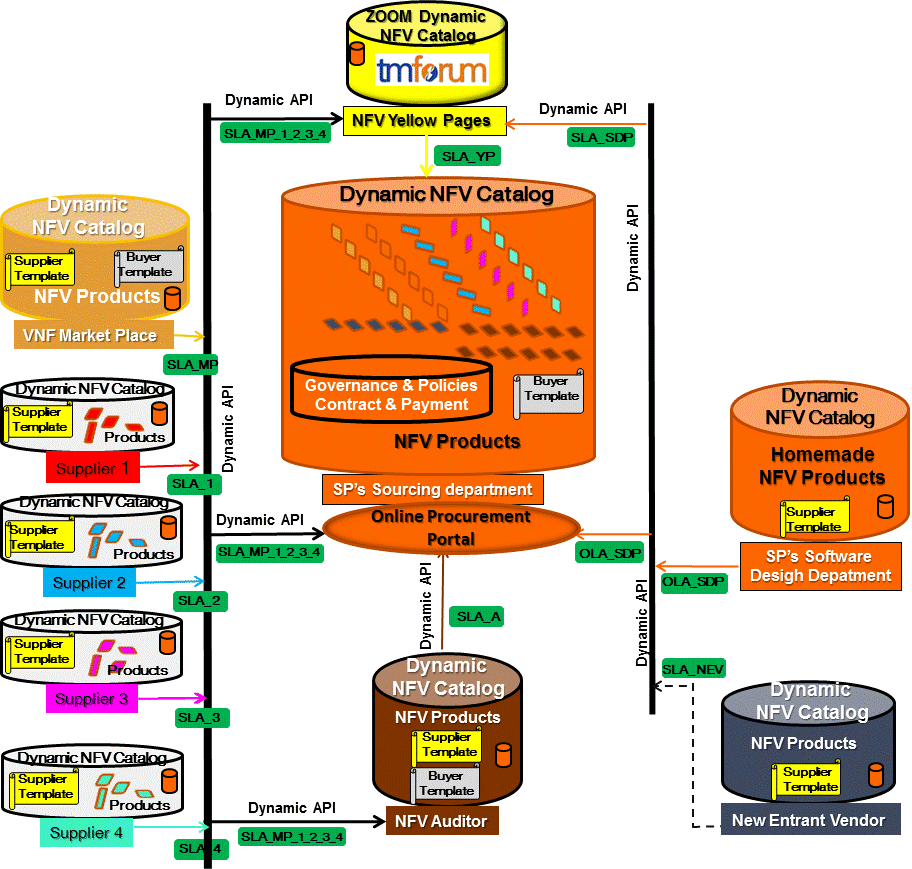 ZOOM Dynamic
NFV Catalog
tmforum
NFV Yellow Pages
Dynamic API
SLA_MP_1_2_3_4
Dynamic API
SLA_SDP
SLA_YP
Dynamic NFV Catalog
Governance & Policies
Contract & Payment
Buyer
Template
NFV Products
SP's Sourcing department
Online Procurement
Portal
Dynamic
NFV Catalog
Supplier
Template
Buyer
Template
NFV Products
VNF Market Place
SLA_MP
Dynamic NFV Catalog
Supplier
Template
Products
Supplier 1
SLA_1
Dynamic API
Dynamic NFV Catalog
Supplier
Template
Products
Supplier 2
SLA_2
Dynamic API
SLA_MP_1_2_3_4
Dynamic NFV Catalog
Supplier
Template
Products
Supplier 3
SLA_3
Dynamic NFV Catalog
Supplier
Template
Products
Supplier 4
SLA_4
Dynamic API
SLA_MP_1_2_3_4
Dynamic API
SLA_A
Dynamic
NFV Catalog
NFV Products
Supplier
Template
Buyer
Template
NFV Auditor
Dynamic API
Dynamic
NFV Catalog
Homemade
NFV Products
Supplier
Template
SP's Software
Desigh Depatment
OLA_SDP
OLA_SDP
Dynamic API
SLA_NEV
Dynamic
NFV Catalog
NFV Products
Supplier
Template
New Entrant Vendor